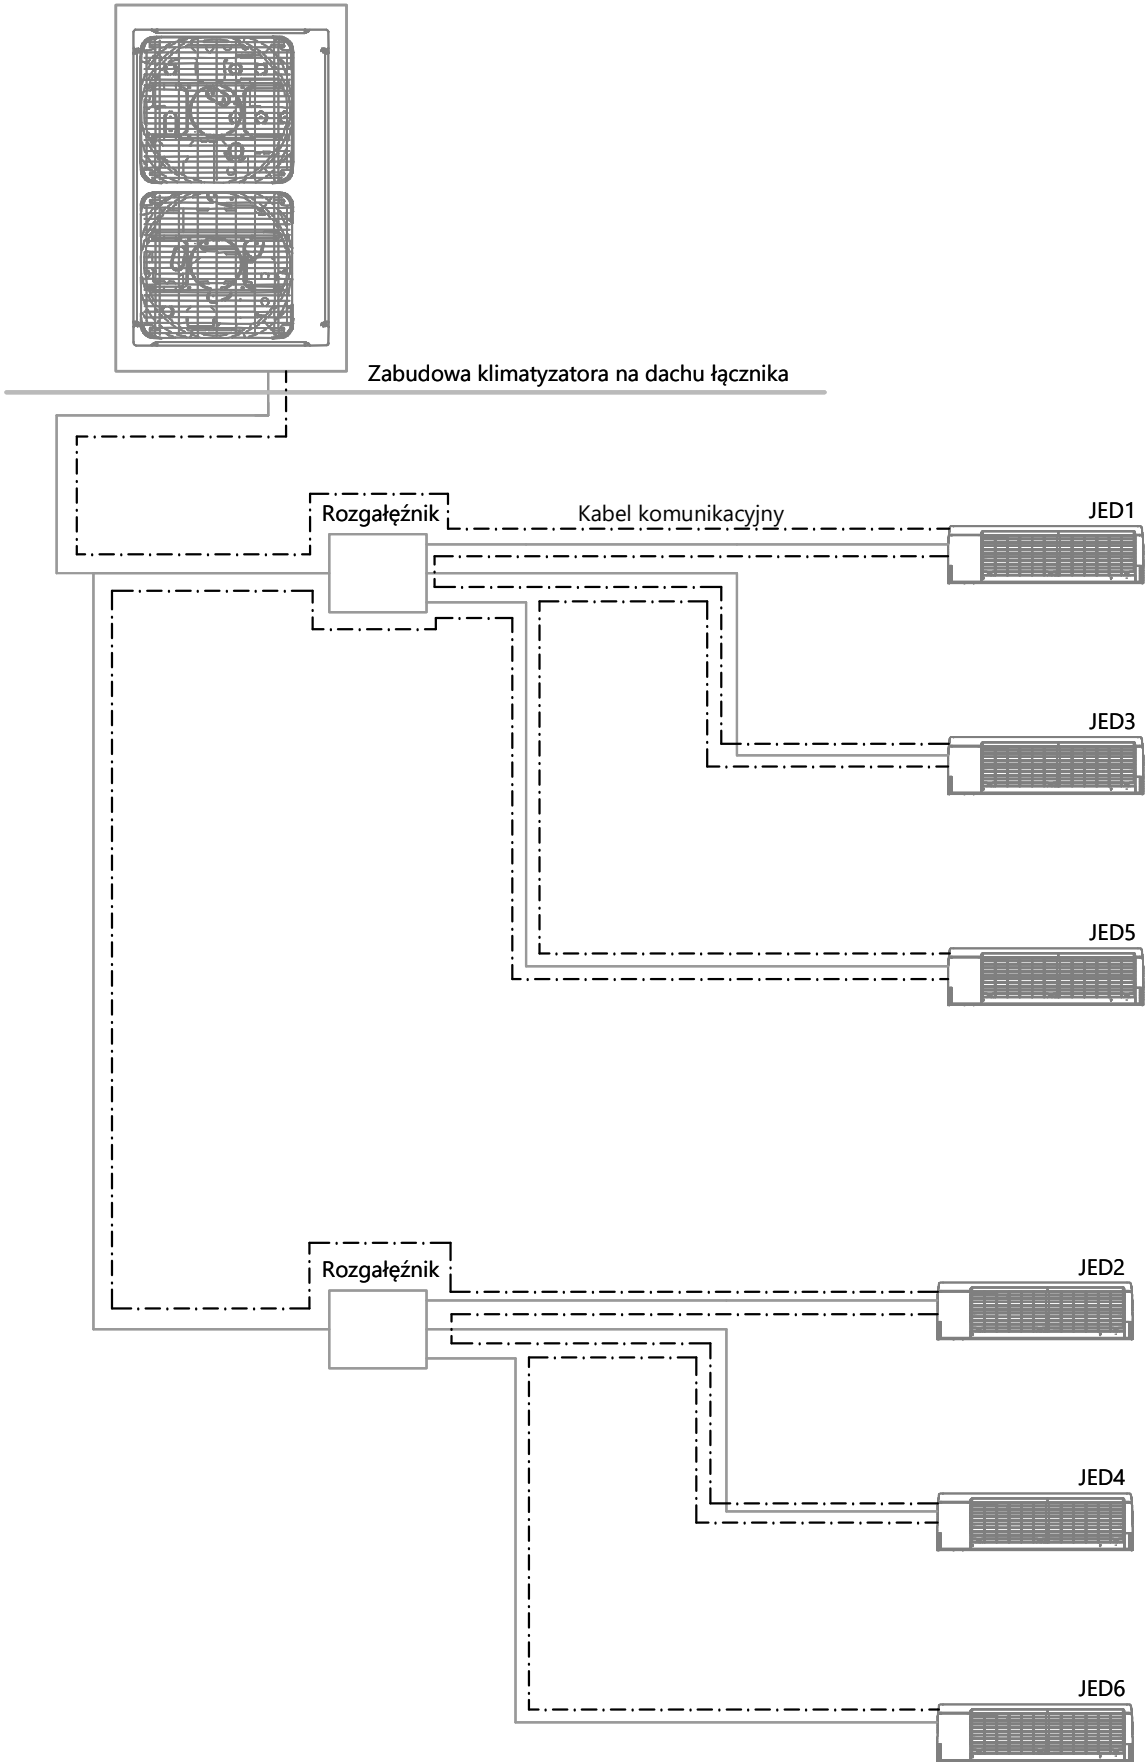 Zabudowa klimatyzatora na dachu łącznika
Rozgałęźnik
Kabel komunikacyjny
JED1
JED3
JED5
Rozgałęźnik
JED2
JED4
JED6